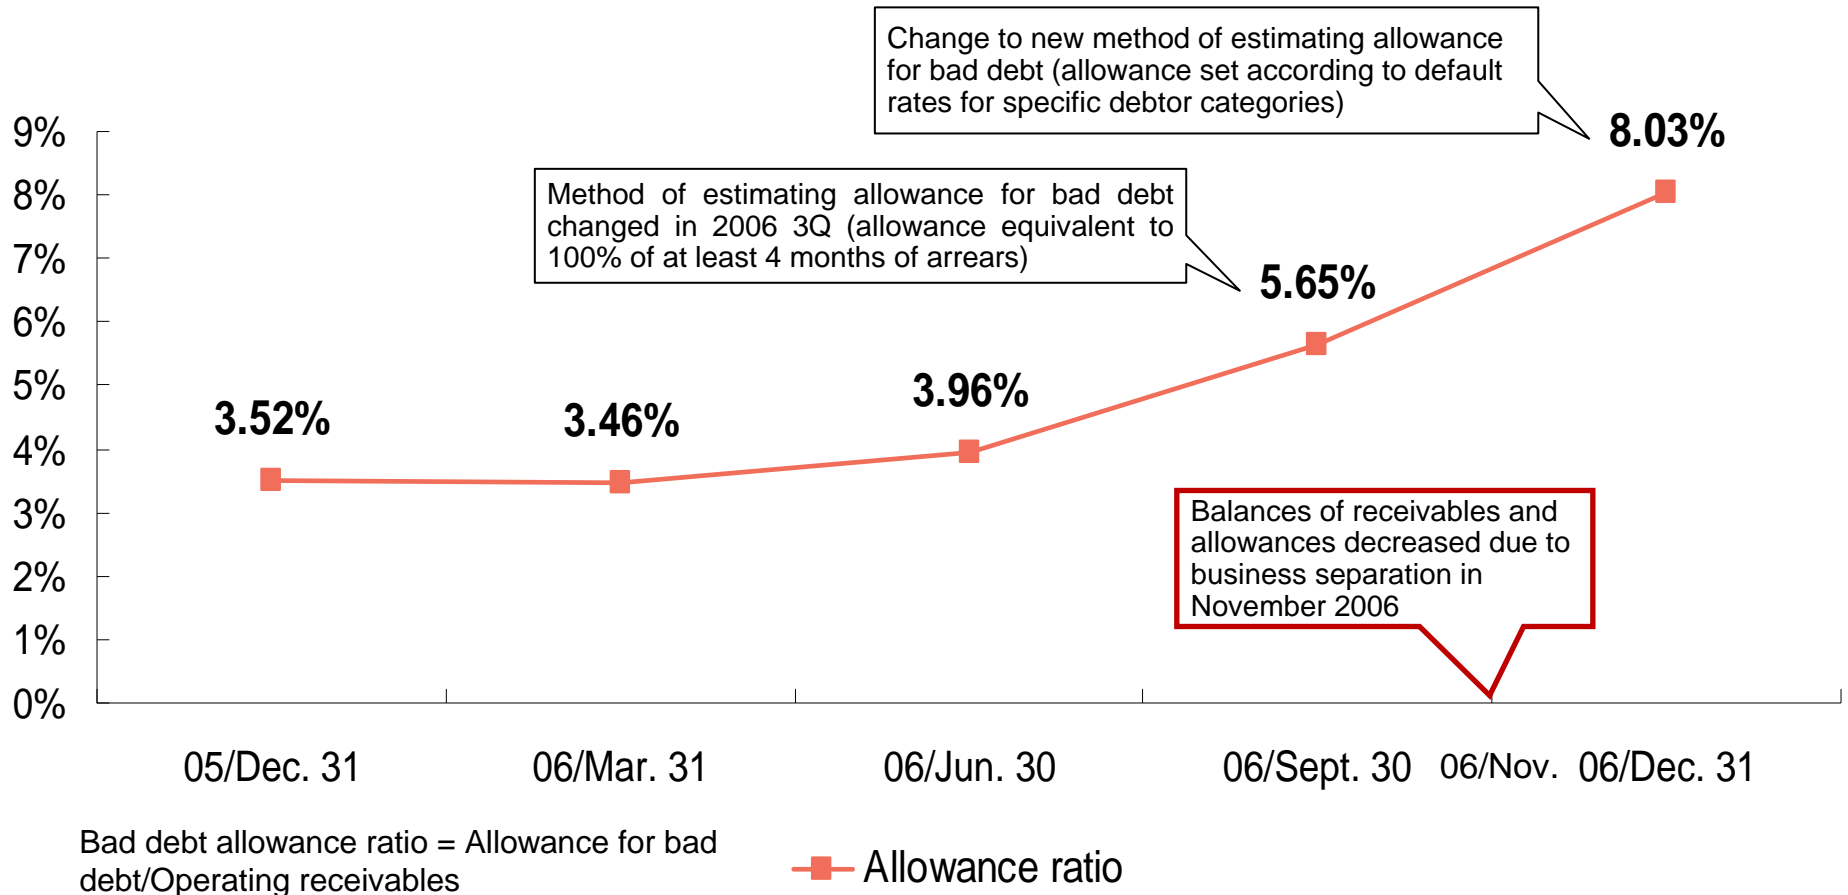 Change to new method of estimating allowance
for bad debt (allowance set according to default
rates for specific debtor categories)
Method of estimating allowance for bad debt
changed in 2006 3Q (allowance equivalent to
100% of at least 4 months of arrears)
9%
8%
7%
6%
5%
4%
3%
2%
1%
0%
3.52%
3.46%
3.96%
5.65%
8.03%
Balances of receivables and
allowances decreased due to
business separation in
November 2006
05/Dec. 31
06/Mar. 31
06/Jun. 30
06/Sept. 30
06/Nov.
06/Dec. 31
Bad debt allowance ratio = Allowance for bad
debt/Operating receivables
Allowance ratio